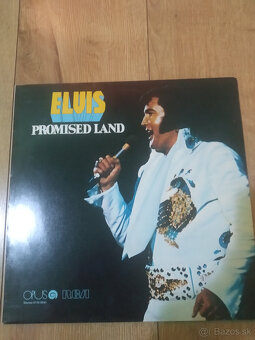 ELVIS
PROMISED LAND
OPUS RCA
Bazos.sk